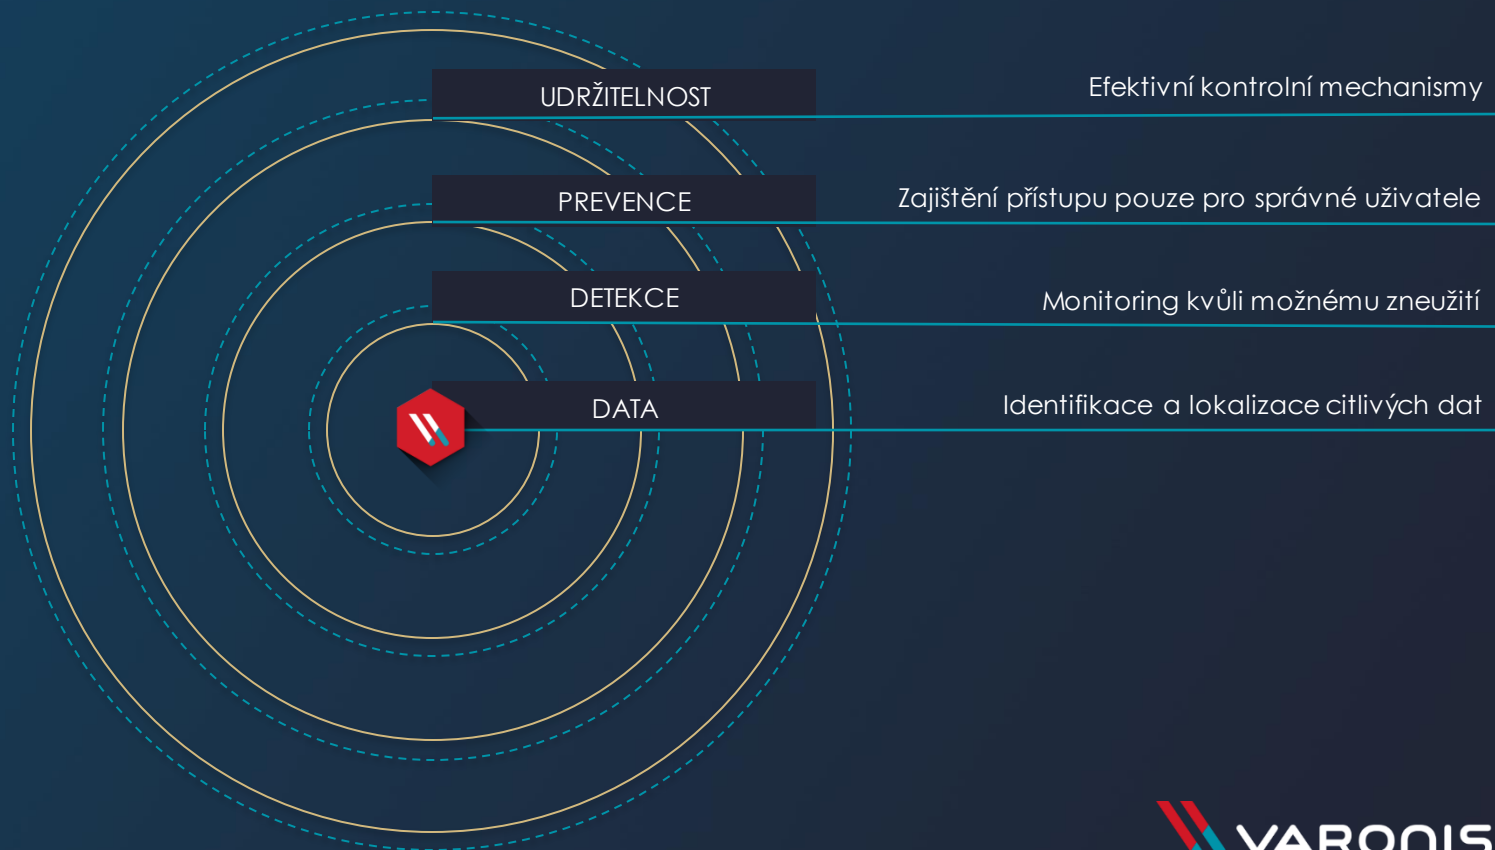 UDRŽITELNOST
Efektivní kontrolní mechanismy
PREVENCE
Zajištění přístupu pouze pro správné uživatele
DETEKCE
Monitoring kvůli možnému zneužití
DATA
Identifikace a lokalizace citlivých dat
VARONIS